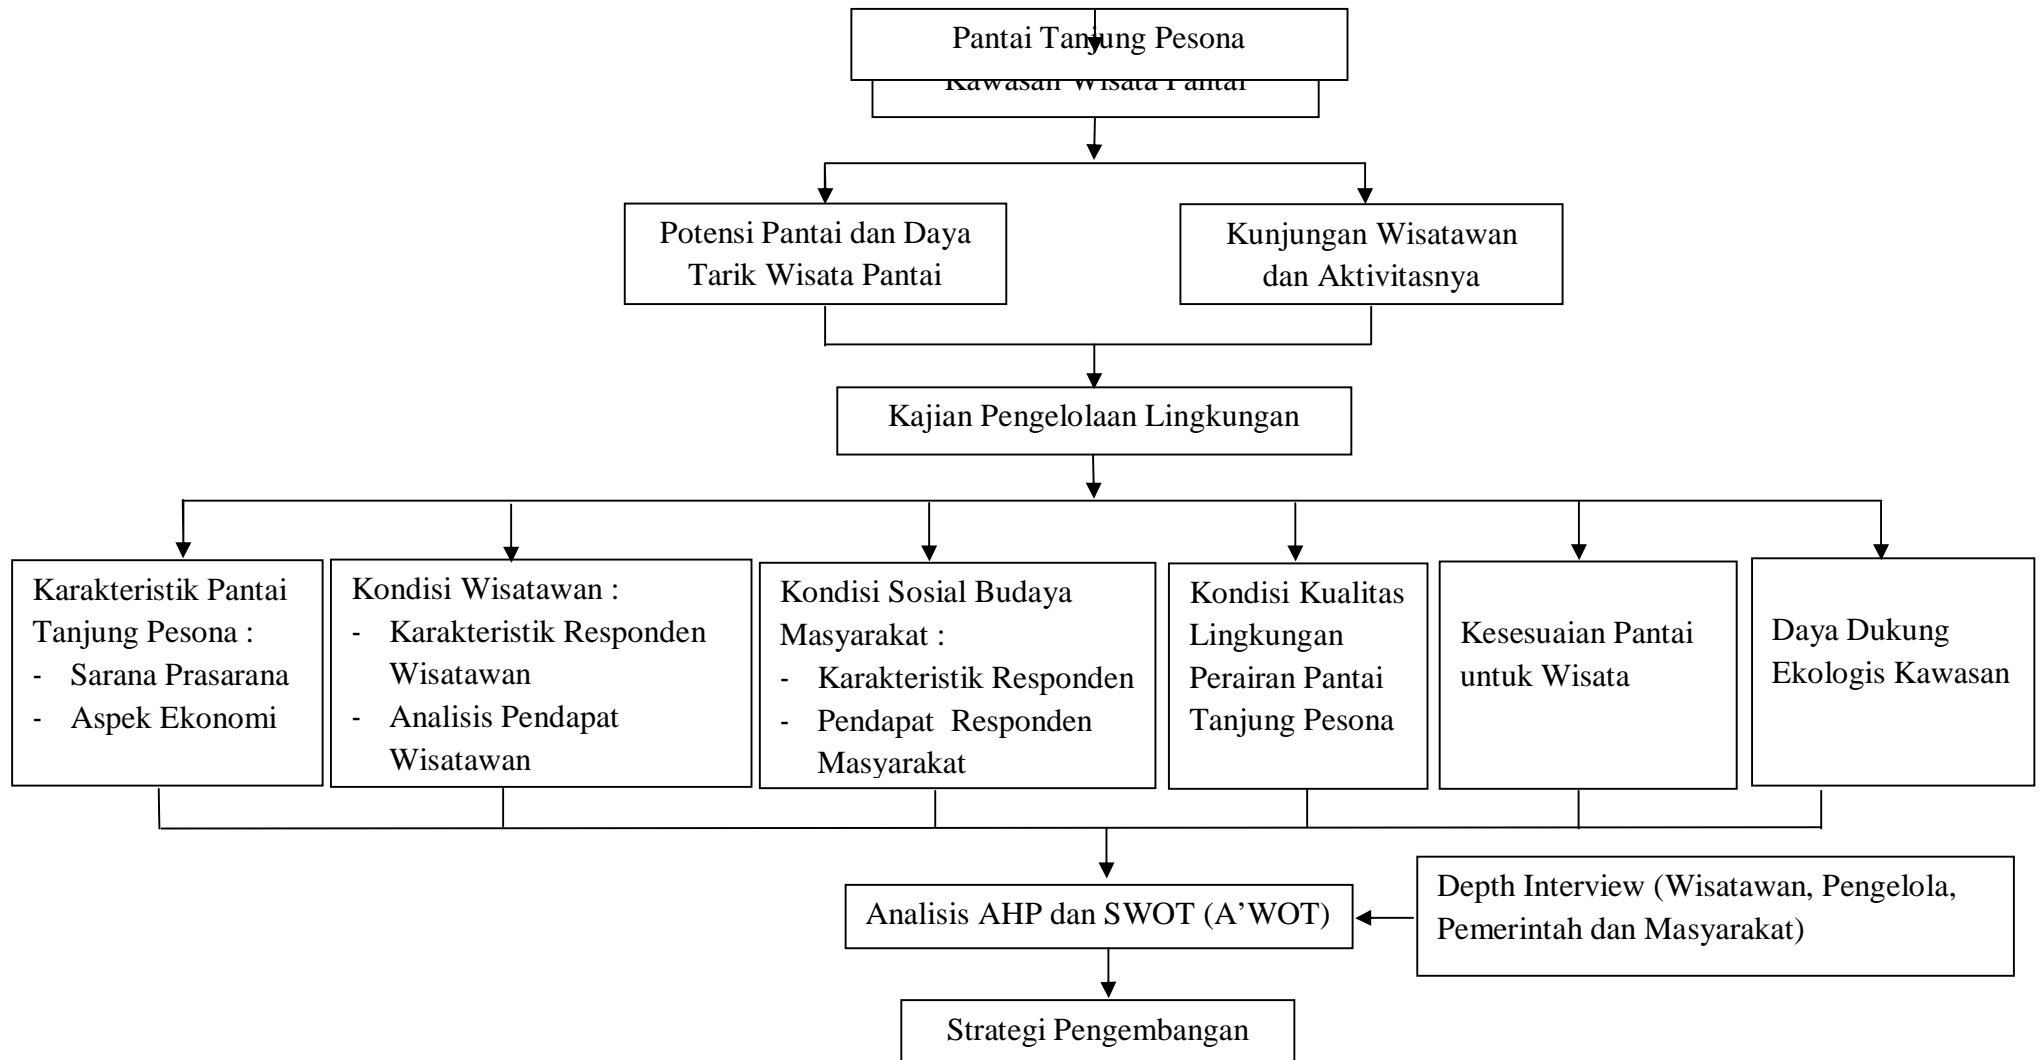 Pantai Tanjung Pesona
Kawasan Wisata Pantai
Potensi Pantai dan Daya
Tarik Wisata Pantai
Kunjungan Wisatawan
dan Aktivitasnya
Kajian Pengelolaan Lingkungan
Karakteristik Pantai
Tanjung Pesona :
- Sarana Prasarana
- Aspek Ekonomi
Kondisi Wisatawan :
- Karakteristik Responden
Wisatawan
- Analisis Pendapat
Wisatawan
Kondisi Sosial Budaya
Masyarakat :
- Karakteristik Responden
- Pendapat Responden
Masyarakat
Kondisi Kualitas
Lingkungan
Perairan Pantai
Tanjung Pesona
Kesesuaian Pantai
untuk Wisata
Daya Dukung
Ekologis Kawasan
Analisis AHP dan SWOT (A’WOT)
Depth Interview (Wisatawan, Pengelola,
Pemerintah dan Masyarakat)
Strategi Pengembangan